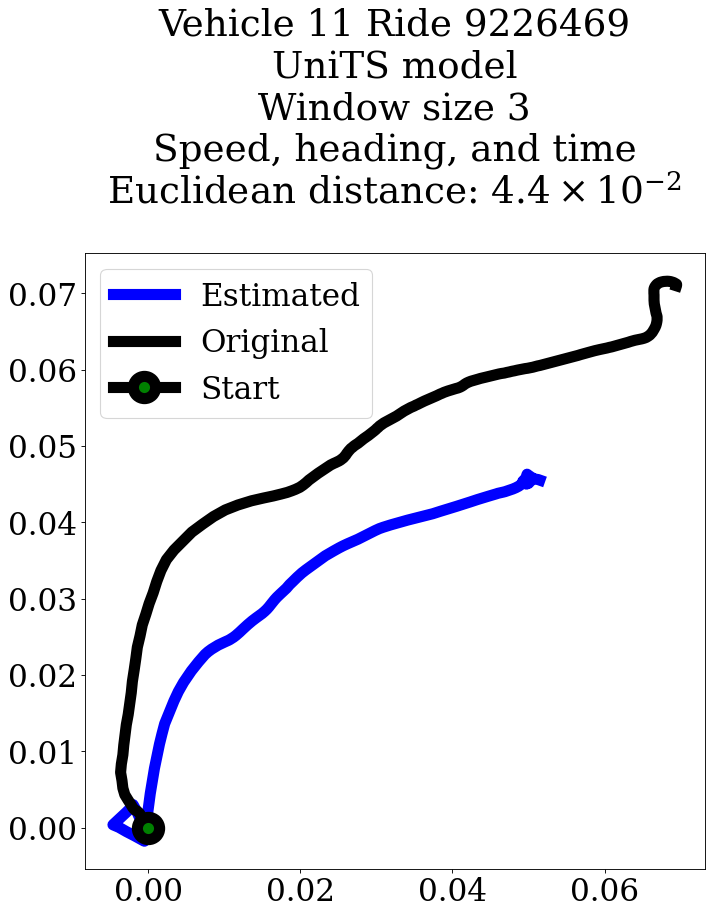 Vehicle 11 Ride 9226469
UniTS model
Window size 3
Speed, heading, and time
Euclidean distance: 4.4 × 10⁻²
Estimated
Original
Start
0.07
0.06
0.05
0.04
0.03
0.02
0.01
0.00
0.00 0.02 0.04 0.06